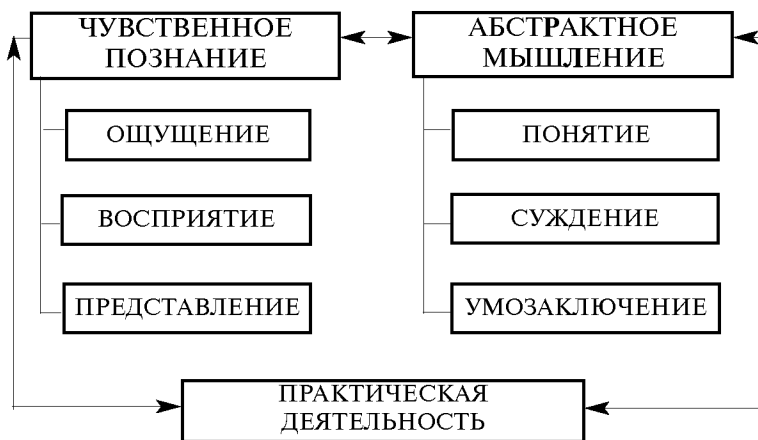 ЧУВСТВЕННОЕ
ПОЗНАНИЕ
АБСТРАКТНОЕ
МЫШЛЕНИЕ
ОЩУЩЕНИЕ
ПОНЯТИЕ
ВОСПРИЯТИЕ
СУЖДЕНИЕ
ПРЕДСТАВЛЕНИЕ
УМОЗАКЛЮЧЕНИЕ
ПРАКТИЧЕСКАЯ
ДЕЯТЕЛЬНОСТЬ